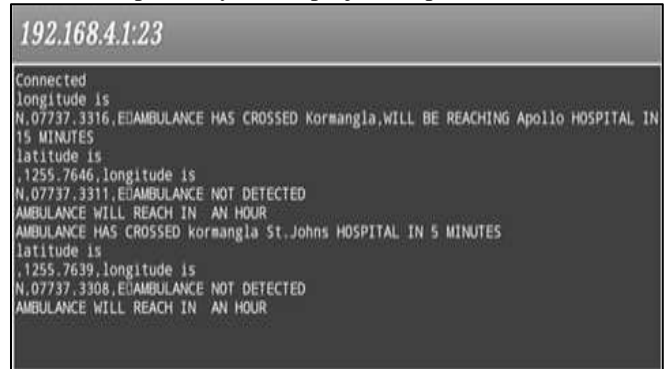 192.168.4.1:23
Connected
longitude is
N,07737.3316,E▯AMBULANCE HAS CROSSED Kormangla,WILL BE REACHING Apollo HOSPITAL IN
15 MINUTES
latitude is
,1255.7646,longitude is
N,07737.3311,E▯AMBULANCE NOT DETECTED
AMBULANCE WILL REACH IN  AN HOUR
AMBULANCE HAS CROSSED kormangla St.Johns HOSPITAL IN 5 MINUTES
latitude is
,1255.7639,longitude is
N,07737.3308,E▯AMBULANCE NOT DETECTED
AMBULANCE WILL REACH IN  AN HOUR